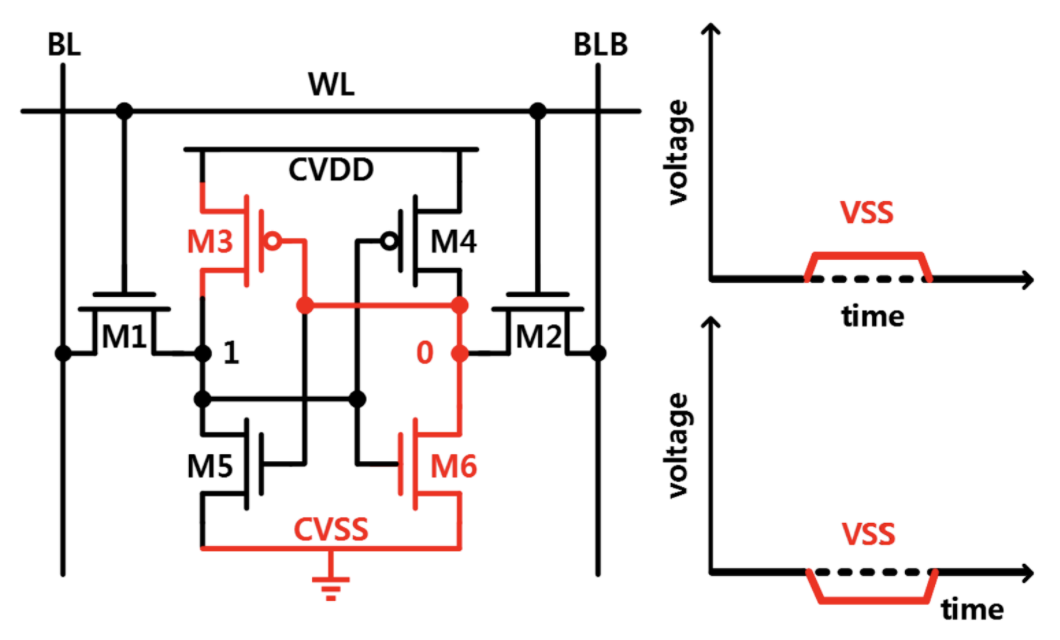 BL
BLB
WL
CVDD
M3
M4
M1
1
0
M2
M5
M6
CVSS
voltage
VSS
time
voltage
VSS
time